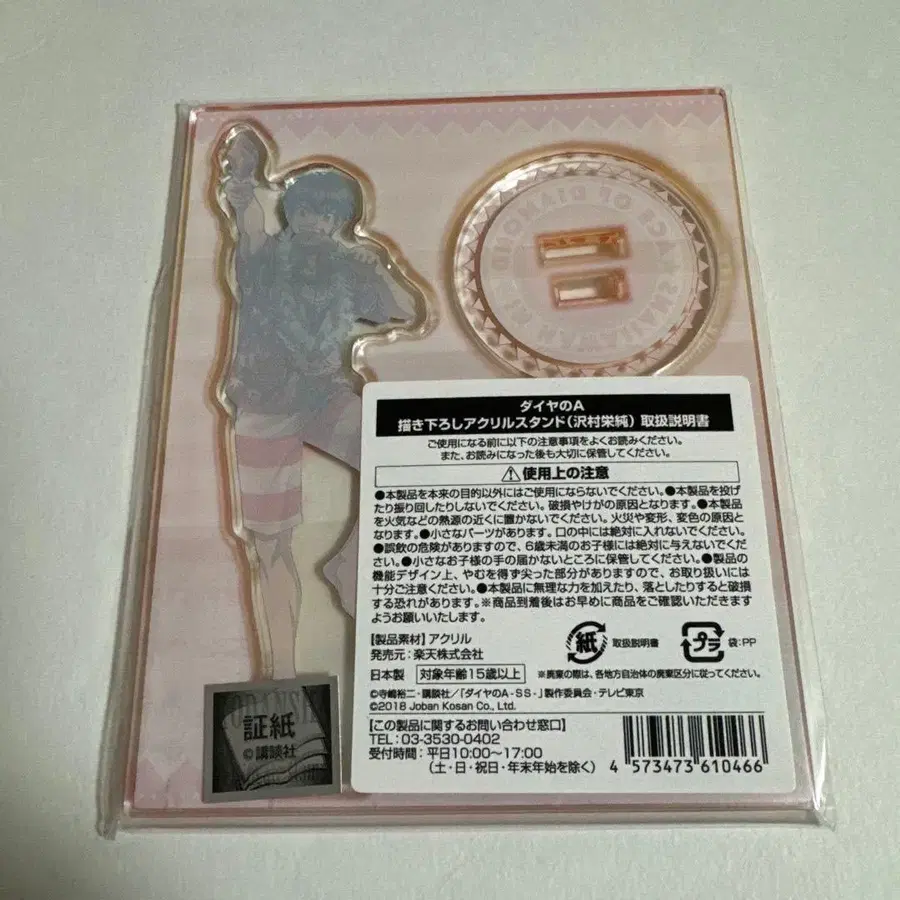 ACE OF DIAMOND
ダイヤのA
描き下ろしアクリルスタンド(沢村栄純) 取扱説明書
ご使用になる前に以下の注意事項をよくお読みください。
また、お読みになった後も大切に保管してください。
⚠使用上の注意
●本製品を本来の目的以外にはご使用にならないでください。●本製品を投げ
たり振り回したりしないでください。破損やけがの原因となります。●本製品
を火気などの熱源の近くに置かないでください。火災や変形、変色の原因と
なります。●小さなパーツがあります。口の中には絶対に入れないでください。
●誤飲の危険がありますので、6歳未満のお子様には絶対に与えないでくだ
さい。●小さなお子様の手の届かないところに保管してください。●製品の
機能デザイン上、やむを得ず尖った部分がありますので、お取り扱いには
十分ご注意ください。●本製品に無理な力を加えたり、落としたりすると破損
する恐れがあります。※商品到着後はお早めに商品をご確認いただきます
ようお願いいたします。
【製品素材】アクリル
発売元:楽天株式会社
日本製 対象年齢15歳以上
紙 取扱説明書
プラ 袋:PP
※廃棄の際は、各地方自治体の廃棄区分に従ってください。
©寺嶋裕二・講談社/「ダイヤのA-SS-」製作委員会・テレビ東京
©2018 Joban Kosan Co., Ltd.
【この製品に関するお問い合わせ窓口】
TEL:03-3530-0402
受付時間:平日10:00~17:00
(土・日・祝日・年末年始を除く)
4 573473 610466
証紙
©講談社